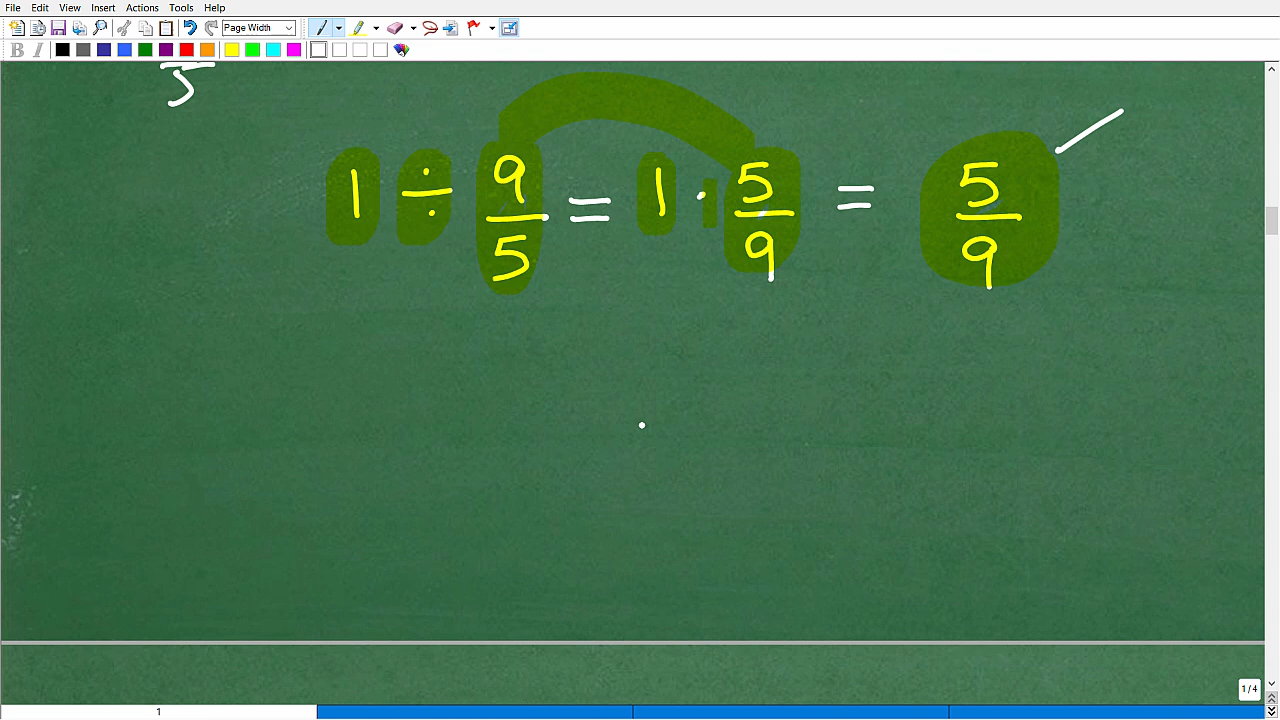 File Edit View Insert Actions Tools Help
Page Width
B I
5
1 ÷ 9/5 = 1 · 5/9 = 5/9
1/4
1